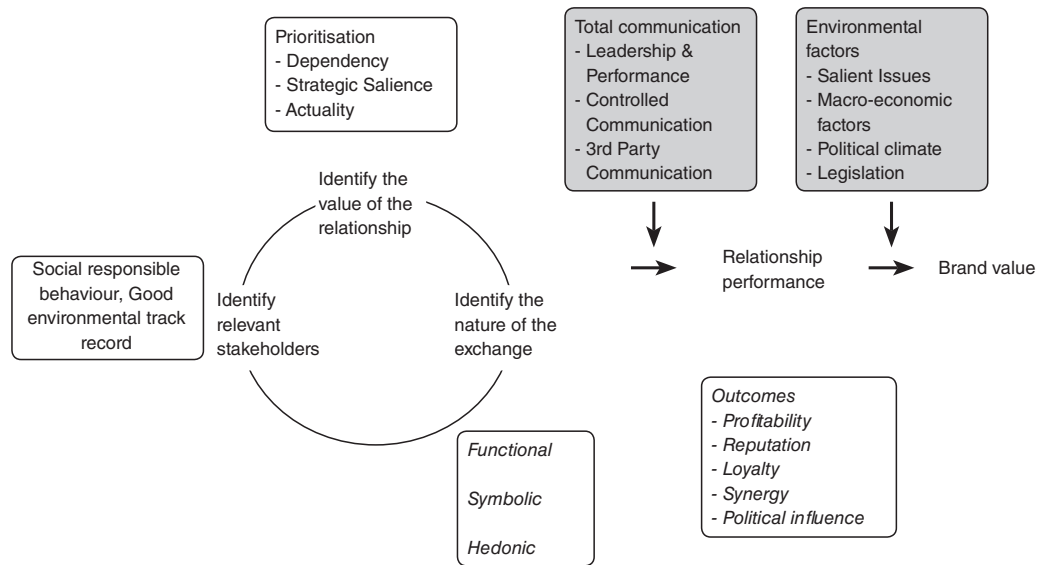 Prioritisation
- Dependency
- Strategic Salience
- Actuality
Total communication
- Leadership &
Performance
- Controlled
Communication
- 3rd Party
Communication
Environmental
factors
- Salient Issues
- Macro-economic
factors
- Political climate
- Legislation
Identify the
value of the
relationship
Social responsible
behaviour, Good
environmental track
record
Identify
relevant
stakeholders
Identify the
nature of the
exchange
Relationship
performance
Brand value
Functional
Symbolic
Hedonic
Outcomes
- Profitability
- Reputation
- Loyalty
- Synergy
- Political influence